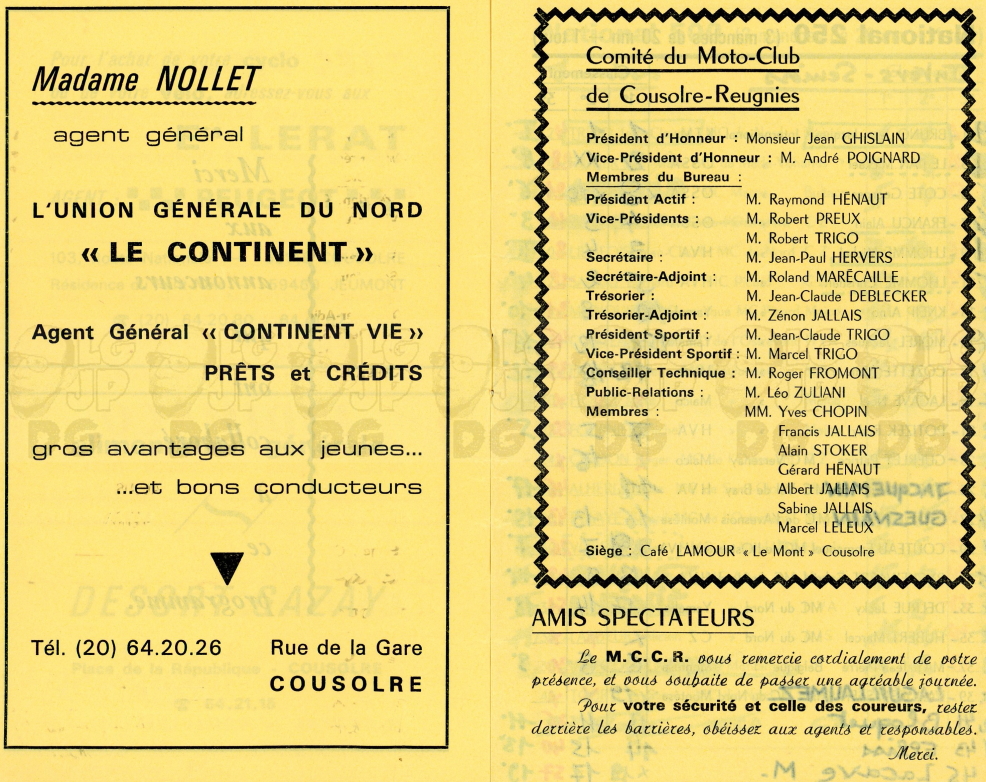 Madame NOLLET
agent général
L'UNION GÉNÉRALE DU NORD
« LE CONTINENT »
Agent Général « CONTINENT VIE »
PRÊTS et CRÉDITS
gros avantages aux jeunes...
...et bons conducteurs
Tél. (20) 64.20.26 Rue de la Gare
COUSOLRE
Comité du Moto-Club
de Cousolre-Reugnies
Président d'Honneur : Monsieur Jean GHISLAIN
Vice-Président d'Honneur : M. André POIGNARD
Membres du Bureau :
Président Actif : M. Raymond HÉNAUT
Vice-Présidents : M. Robert PREUX
M. Robert TRIGO
Secrétaire : M. Jean-Paul HERVERS
Secrétaire-Adjoint : M. Roland MARÉCAILLE
Trésorier : M. Jean-Claude DEBLECKER
Trésorier-Adjoint : M. Zénon JALLAIS
Président Sportif : M. Jean-Claude TRIGO
Vice-Président Sportif : M. Marcel TRIGO
Conseiller Technique : M. Roger FROMONT
Public-Relations : M. Léo ZULIANI
Membres : MM. Yves CHOPIN
Francis JALLAIS
Alain STOKER
Gérard HÉNAUT
Albert JALLAIS
Sabine JALLAIS
Marcel LELEUX
Siège : Café LAMOUR « Le Mont » Cousolre
AMIS SPECTATEURS
Le M.C.C.R. vous remercie cordialement de votre
présence, et vous souhaite de passer une agréable journée.
Pour votre sécurité et celle des coureurs, restez
derrière les barrières, obéissez aux agents et responsables.
Merci.